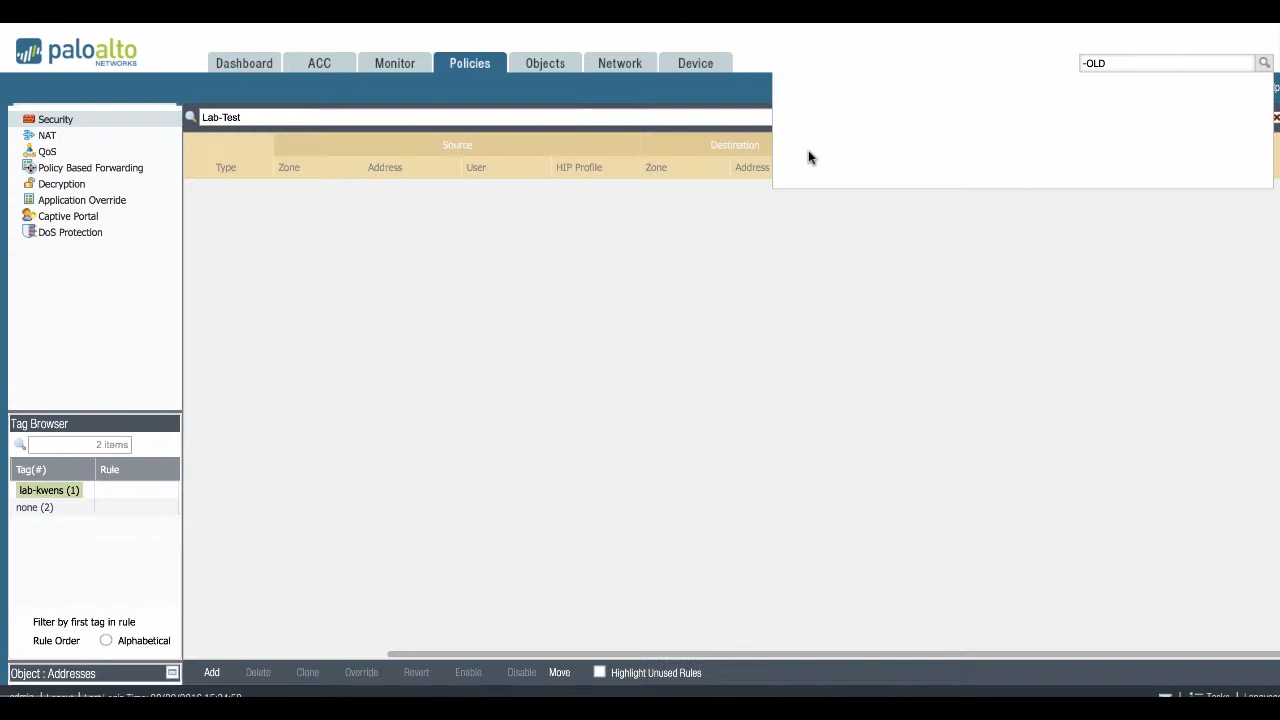 paloalto
NETWORKS
Dashboard ACC Monitor Policies Objects Network Device
-OLD
Security
NAT
QoS
Policy Based Forwarding
Decryption
Application Override
Captive Portal
DoS Protection
Lab-Test
Source Destination
Type Zone Address User HIP Profile Zone Address
Tag Browser
2 items
Tag(#) Rule
lab-kwens (1)
none (2)
Filter by first tag in rule
Rule Order Alphabetical
Object : Addresses
Add Delete Clone Override Revert Enable Disable Move Highlight Unused Rules